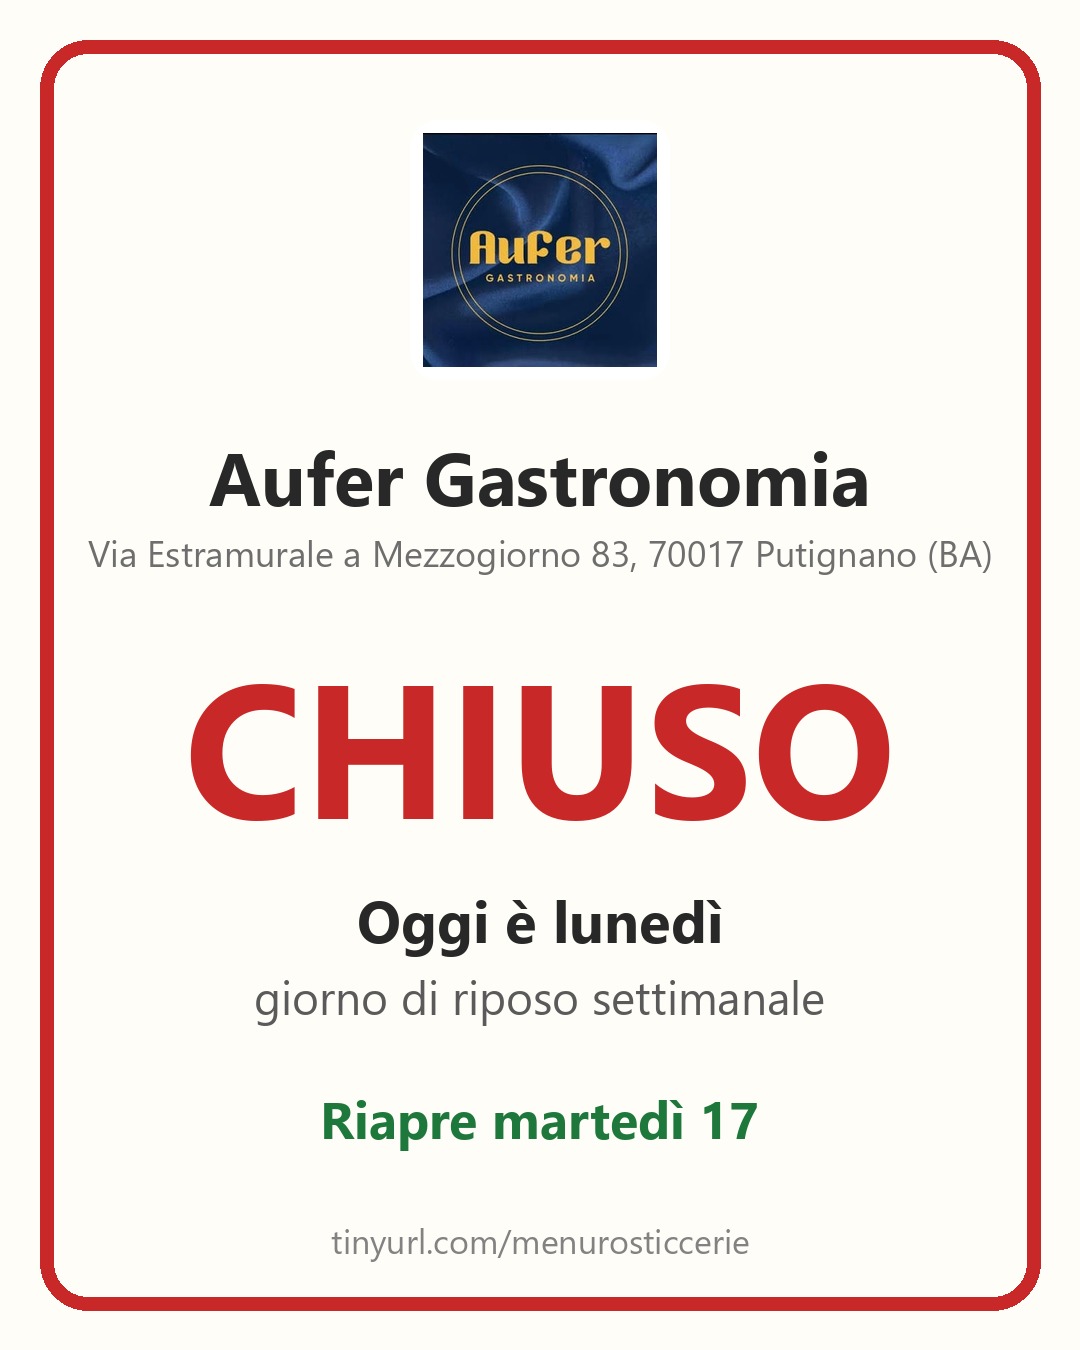 Aufer
GASTRONOMIA
Aufer Gastronomia
Via Estramurale a Mezzogiorno 83, 70017 Putignano (BA)
CHIUSO
Oggi è lunedì
giorno di riposo settimanale
Riapre martedì 17
tinyurl.com/menurosticcerie